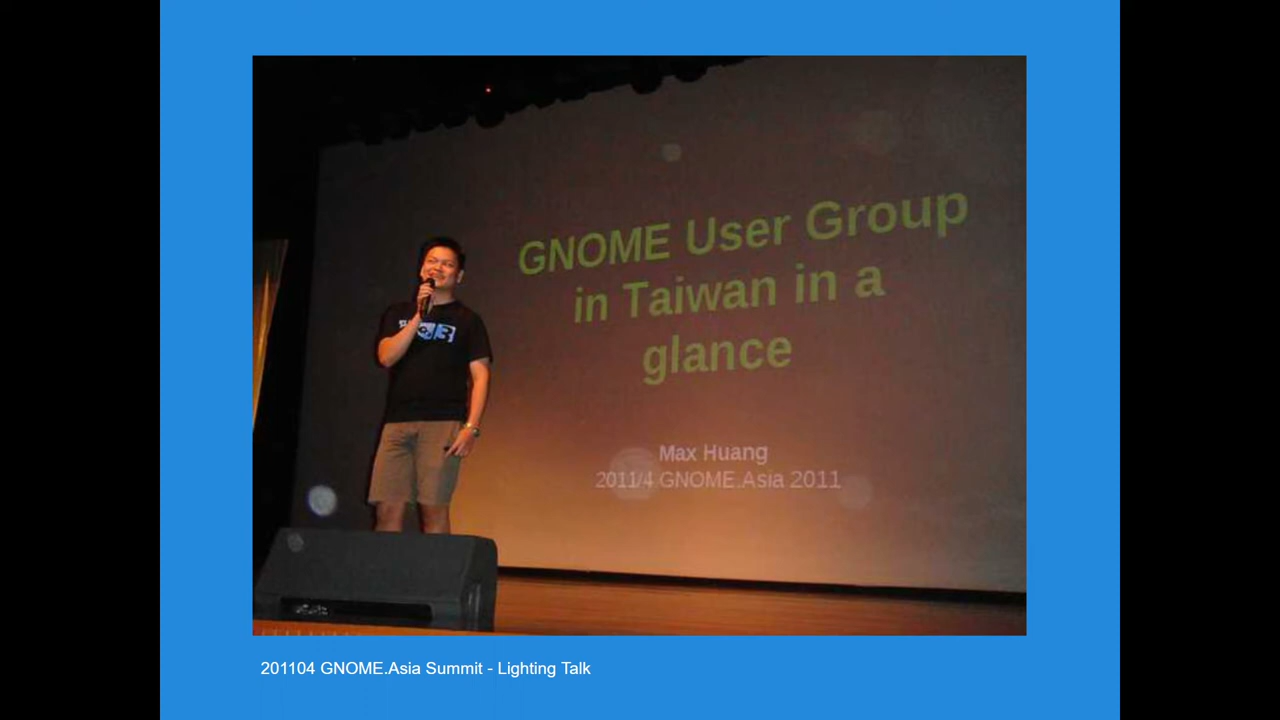 GNOME User Group
in Taiwan in a
glance
Max Huang
2011/4 GNOME.Asia 2011
201104 GNOME.Asia Summit - Lighting Talk